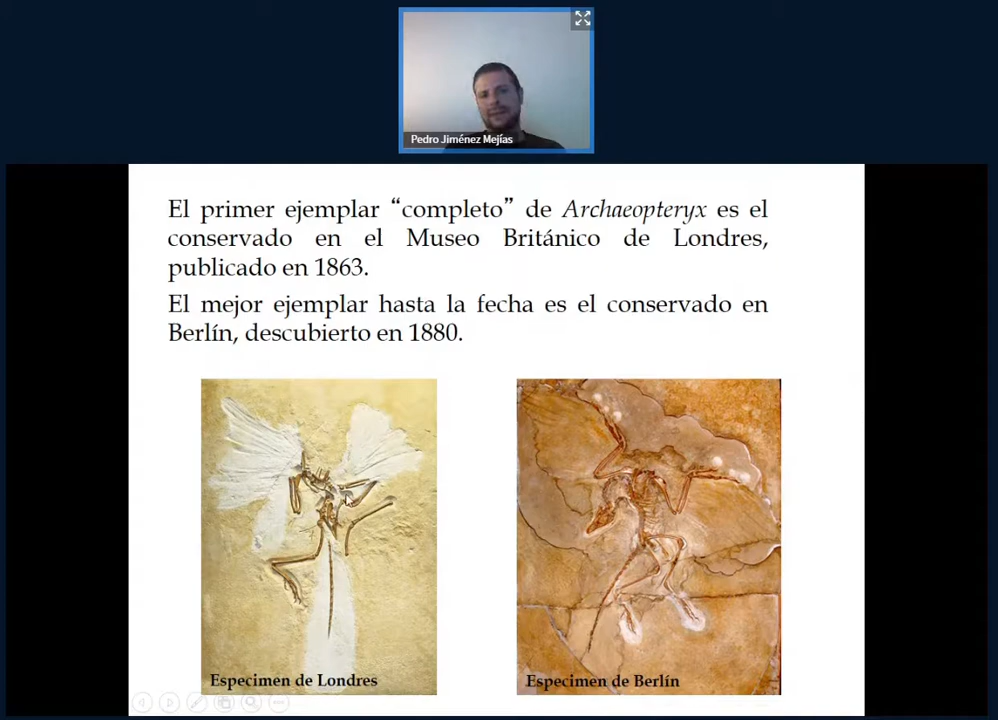 Pedro Jiménez Mejías
El primer ejemplar “completo” de Archaeopteryx es el
conservado en el Museo Británico de Londres,
publicado en 1863.
El mejor ejemplar hasta la fecha es el conservado en
Berlín, descubierto en 1880.
Especimen de Londres
Especimen de Berlín